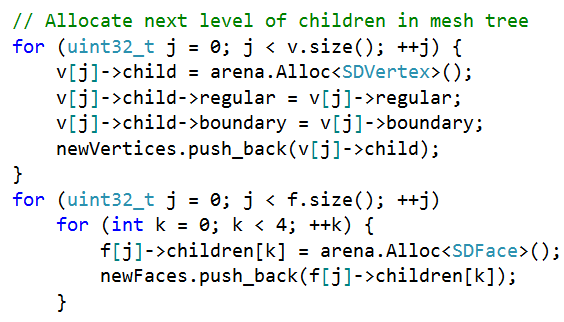 // Allocate next level of children in mesh tree
for (uint32_t j = 0; j < v.size(); ++j) {
    v[j]->child = arena.Alloc<SDVertex>();
    v[j]->child->regular = v[j]->regular;
    v[j]->child->boundary = v[j]->boundary;
    newVertices.push_back(v[j]->child);
}
for (uint32_t j = 0; j < f.size(); ++j)
    for (int k = 0; k < 4; ++k) {
        f[j]->children[k] = arena.Alloc<SDFace>();
        newFaces.push_back(f[j]->children[k]);
    }